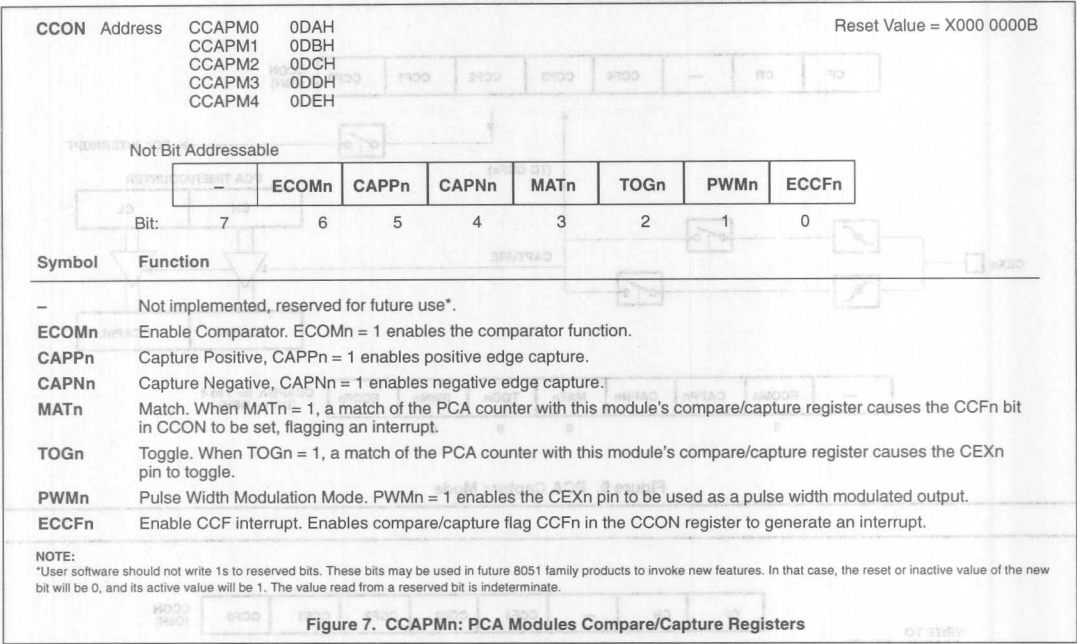 CCON Address CCAPM0 0DAH Reset Value = X000 0000B
CCAPM1 0DBH
CCAPM2 0DCH
CCAPM3 0DDH
CCAPM4 0DEH
Not Bit Addressable
– ECOMn CAPPn CAPNn MATn TOGn PWMn ECCFn
Bit: 7 6 5 4 3 2 1 0
Symbol Function
– Not implemented, reserved for future use*.
ECOMn Enable Comparator. ECOMn = 1 enables the comparator function.
CAPPn Capture Positive, CAPPn = 1 enables positive edge capture.
CAPNn Capture Negative, CAPNn = 1 enables negative edge capture.
MATn Match. When MATn = 1, a match of the PCA counter with this module's compare/capture register causes the CCFn bit
in CCON to be set, flagging an interrupt.
TOGn Toggle. When TOGn = 1, a match of the PCA counter with this module's compare/capture register causes the CEXn
pin to toggle.
PWMn Pulse Width Modulation Mode. PWMn = 1 enables the CEXn pin to be used as a pulse width modulated output.
ECCFn Enable CCF interrupt. Enables compare/capture flag CCFn in the CCON register to generate an interrupt.
NOTE:
*User software should not write 1s to reserved bits. These bits may be used in future 8051 family products to invoke new features. In that case, the reset or inactive value of the new
bit will be 0, and its active value will be 1. The value read from a reserved bit is indeterminate.
Figure 7. CCAPMn: PCA Modules Compare/Capture Registers